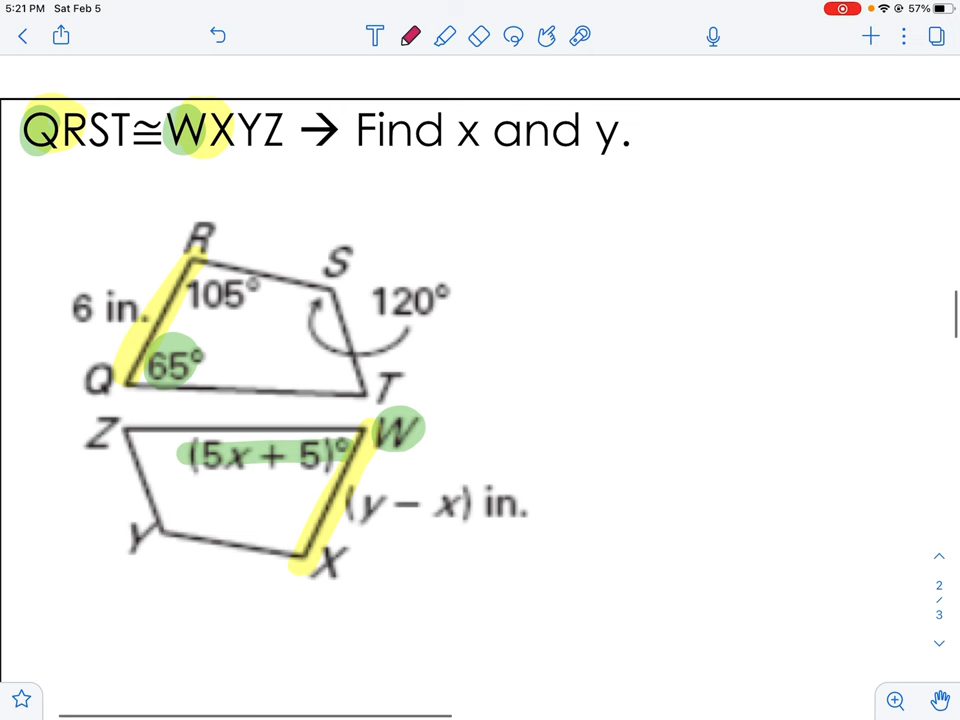 5:21 PM Sat Feb 5
57%
QRST≅WXYZ → Find x and y.
R
S
105°
120°
6 in.
65°
Q
T
Z
W
(5x + 5)°
(y − x) in.
Y
X
2
/
3